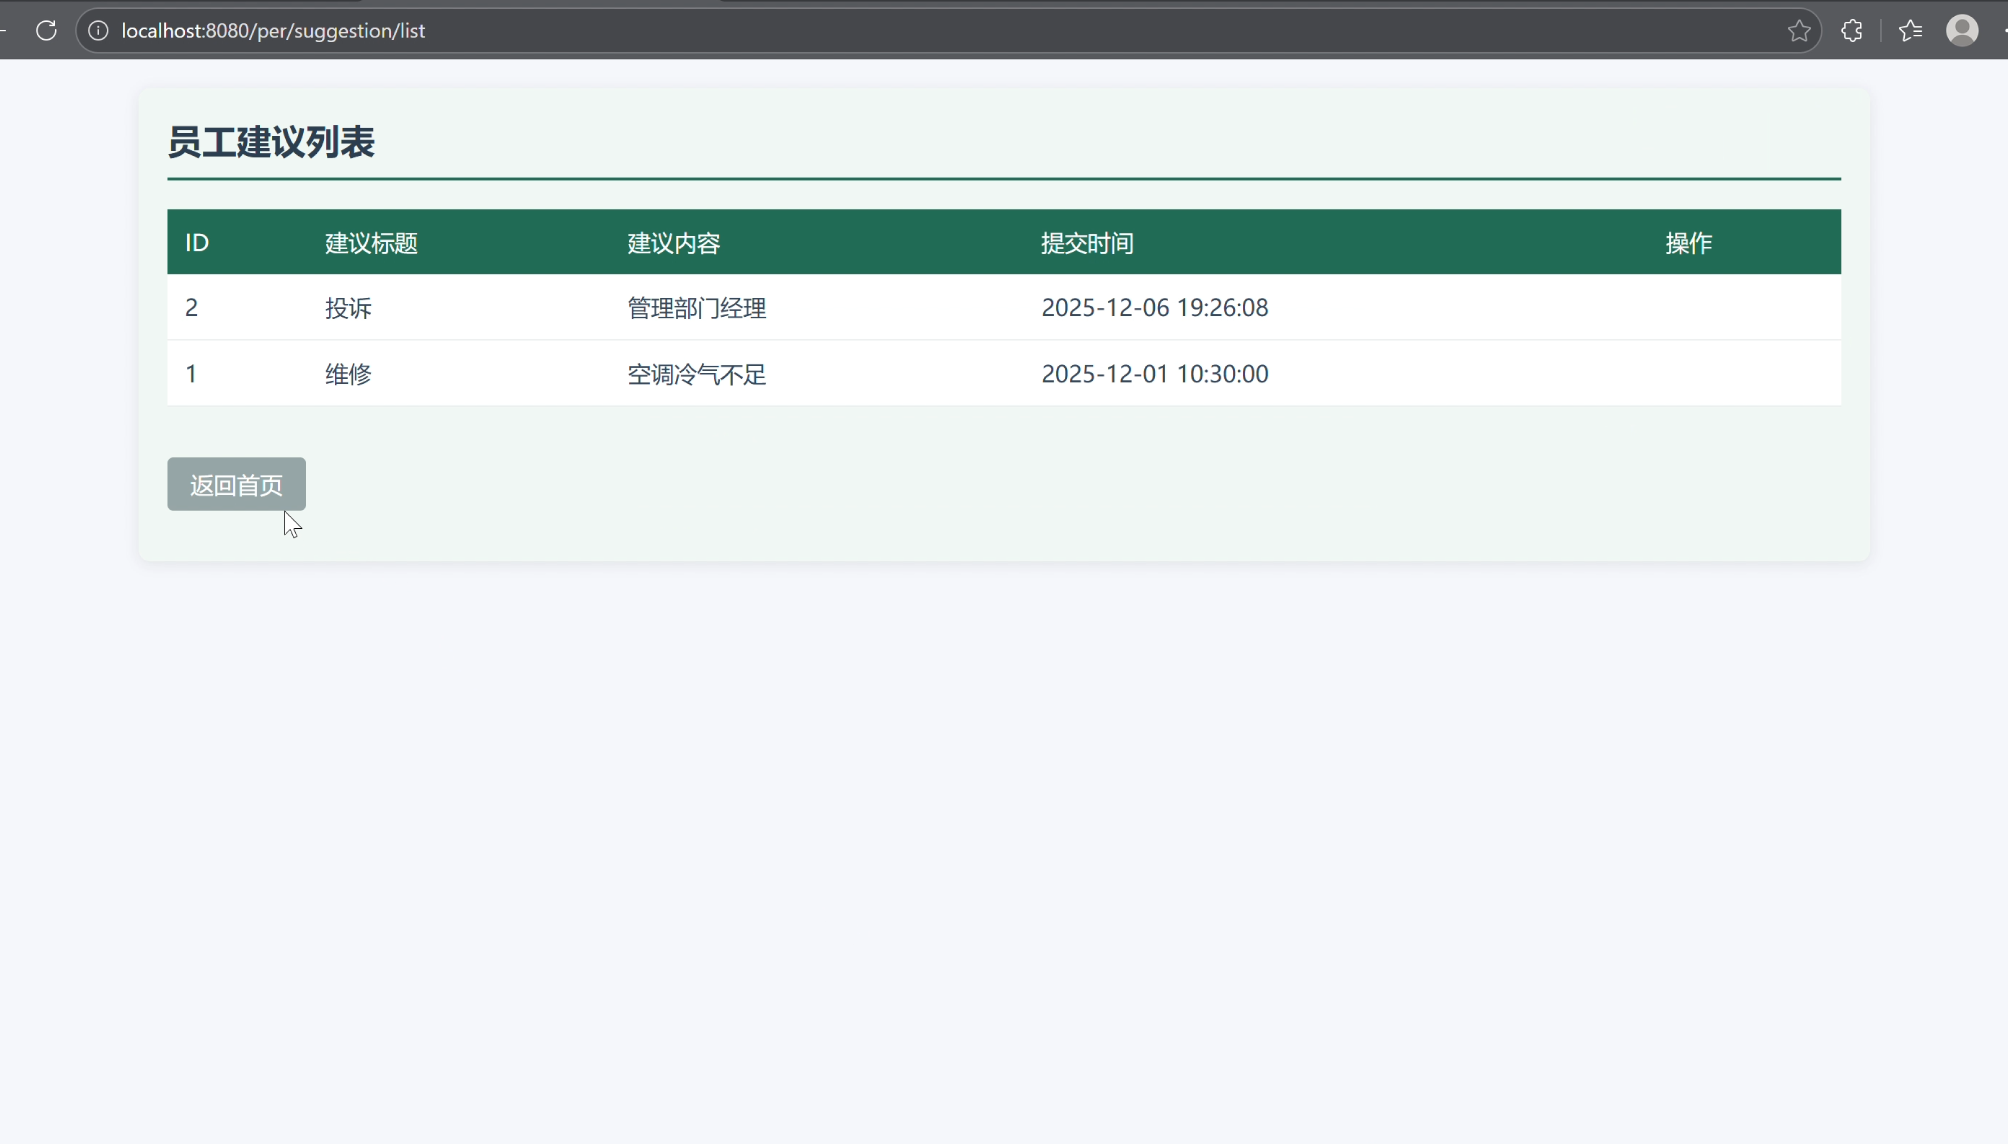 localhost:8080/per/suggestion/list
员工建议列表
ID 建议标题 建议内容 提交时间 操作
2 投诉 管理部门经理 2025-12-06 19:26:08
1 维修 空调冷气不足 2025-12-01 10:30:00
返回首页